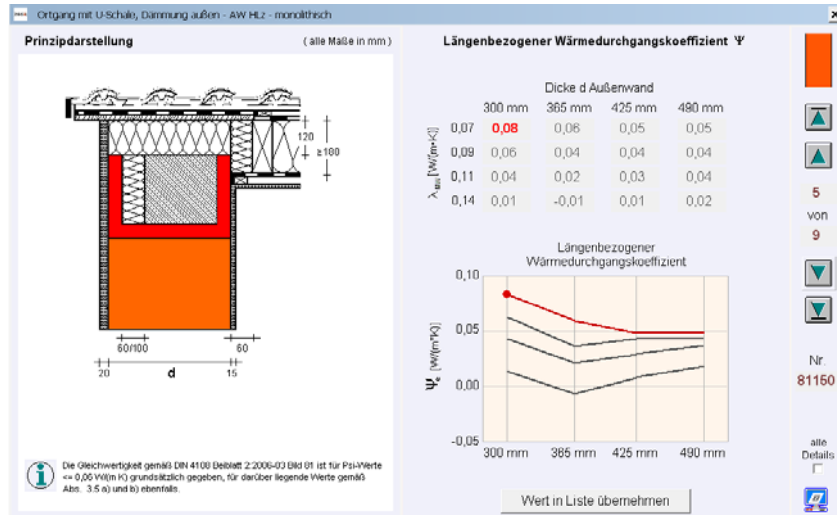 Ortgang mit U-Schale, Dämmung außen - AW HLz - monolithisch
Prinzipdarstellung (alle Maße in mm)
120
≥180
60/100 60
20 d 15
Die Gleichwertigkeit gemäß DIN 4108 Beiblatt 2:2006-03 Bild 81 ist für Psi-Werte
<= 0,06 W/(m K) grundsätzlich gegeben, für darüber liegende Werte gemäß
Abs. 3.5 a) und b) ebenfalls.
Längenbezogener Wärmedurchgangskoeffizient Ψ
Dicke d Außenwand
300 mm 365 mm 425 mm 490 mm
0,07 0,08 0,06 0,05 0,05
0,09 0,06 0,04 0,04 0,04
0,11 0,04 0,02 0,03 0,04
0,14 0,01 -0,01 0,01 0,02
[W/(m•K)]
Längenbezogener
Wärmedurchgangskoeffizient
0,10
0,05
0,00
-0,05
Ψe [W/(m*K)]
300 mm 365 mm 425 mm 490 mm
Wert in Liste übernehmen
5
von
9
Nr.
81150
alle
Details